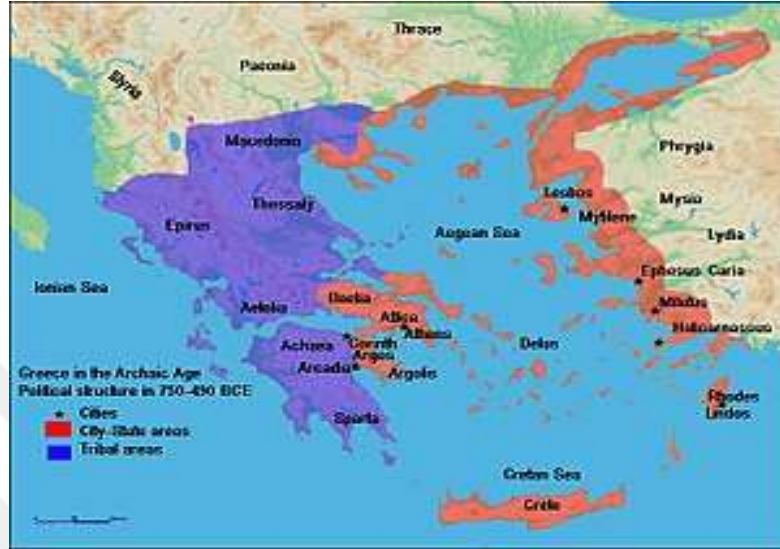 Thrace
Paeonia
Illyria
Macedonia
Phrygia
Thessaly
Lesbos
Mysia
Epirus
Mytilene
Aegean Sea
Lydia
Ephesus Caria
Ionian Sea
Aetolia
Attica
Miletus
Athens
Achaea
Corinth
Delos
Argos
Arcadia
Argolis
Greece in the Archaic Age
Political structure in 750-490 BCE
Rhodes
Lindos
Cities
Sparta
City-State areas
Tribal areas
Cretan Sea
Crete